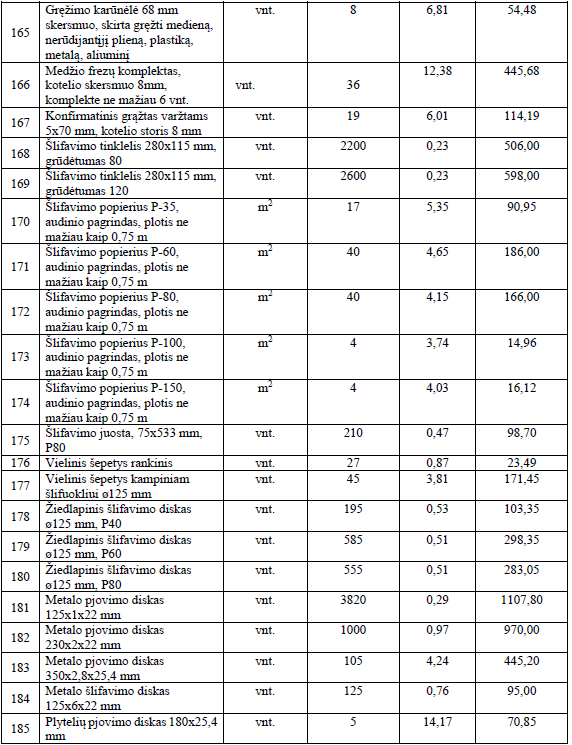 165 Gręžimo karūnėlė 68 mm vnt. 8 6,81 54,48
skersmuo, skirta gręžti medieną,
nerūdijantįjį plieną, plastiką,
metalą, aliuminį
166 Medžio frezų komplektas, vnt. 36 12,38 445,68
kotelio skersmuo 8mm,
komplekte ne mažiau 6 vnt.
167 Konfirmatinis grąžtas varžtams vnt. 19 6,01 114,19
5x70 mm, kotelio storis 8 mm
168 Šlifavimo tinklelis 280x115 mm, vnt. 2200 0,23 506,00
grūdėtumas 80
169 Šlifavimo tinklelis 280x115 mm, vnt. 2600 0,23 598,00
grūdėtumas 120
170 Šlifavimo popierius P-35, m² 17 5,35 90,95
audinio pagrindas, plotis ne
mažiau kaip 0,75 m
171 Šlifavimo popierius P-60, m² 40 4,65 186,00
audinio pagrindas, plotis ne
mažiau kaip 0,75 m
172 Šlifavimo popierius P-80, m² 40 4,15 166,00
audinio pagrindas, plotis ne
mažiau kaip 0,75 m
173 Šlifavimo popierius P-100, m² 4 3,74 14,96
audinio pagrindas, plotis ne
mažiau kaip 0,75 m
174 Šlifavimo popierius P-150, m² 4 4,03 16,12
audinio pagrindas, plotis ne
mažiau kaip 0,75 m
175 Šlifavimo juosta, 75x533 mm, vnt. 210 0,47 98,70
P80
176 Vielinis šepetys rankinis vnt. 27 0,87 23,49
177 Vielinis šepetys kampiniam vnt. 45 3,81 171,45
šlifuokliui ø125 mm
178 Žiedlapinis šlifavimo diskas vnt. 195 0,53 103,35
ø125 mm, P40
179 Žiedlapinis šlifavimo diskas vnt. 585 0,51 298,35
ø125 mm, P60
180 Žiedlapinis šlifavimo diskas vnt. 555 0,51 283,05
ø125 mm, P80
181 Metalo pjovimo diskas vnt. 3820 0,29 1107,80
125x1x22 mm
182 Metalo pjovimo diskas vnt. 1000 0,97 970,00
230x2x22 mm
183 Metalo pjovimo diskas vnt. 105 4,24 445,20
350x2,8x25,4 mm
184 Metalo šlifavimo diskas vnt. 125 0,76 95,00
125x6x22 mm
185 Plytelių pjovimo diskas 180x25,4 vnt. 5 14,17 70,85
mm